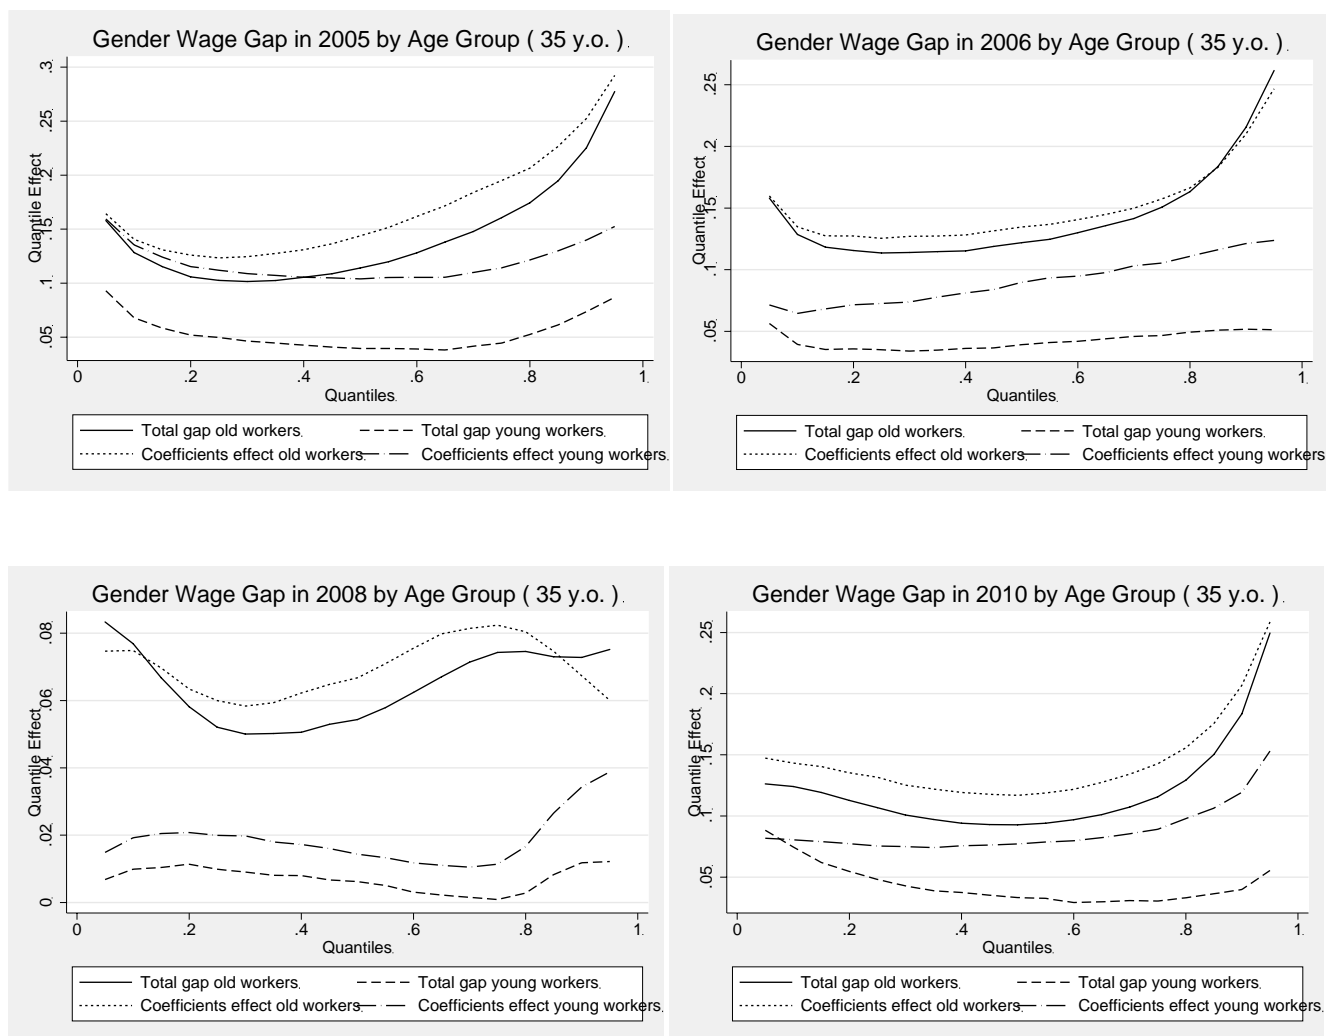 Gender Wage Gap in 2005 by Age Group ( 35 y.o. ).
Quantile Effect
.3.
.25.
.2.
.15.
.1.
.05.
0 .2 .4 .6 .8 1.
Quantiles.
Total gap old workers. Total gap young workers.
Coefficients effect old workers. Coefficients effect young workers.
Gender Wage Gap in 2006 by Age Group ( 35 y.o. ).
Quantile Effect
.25.
.2.
.15.
.1.
.05.
0 .2 .4 .6 .8 1.
Quantiles.
Total gap old workers. Total gap young workers.
Coefficients effect old workers. Coefficients effect young workers.
Gender Wage Gap in 2008 by Age Group ( 35 y.o. ).
Quantile Effect
.08.
.06.
.04.
.02.
0.
0 .2 .4 .6 .8 1.
Quantiles.
Total gap old workers. Total gap young workers.
Coefficients effect old workers. Coefficients effect young workers.
Gender Wage Gap in 2010 by Age Group ( 35 y.o. ).
Quantile Effect
.25.
.2.
.15.
.1.
.05.
0 .2 .4 .6 .8 1.
Quantiles.
Total gap old workers. Total gap young workers.
Coefficients effect old workers. Coefficients effect young workers.